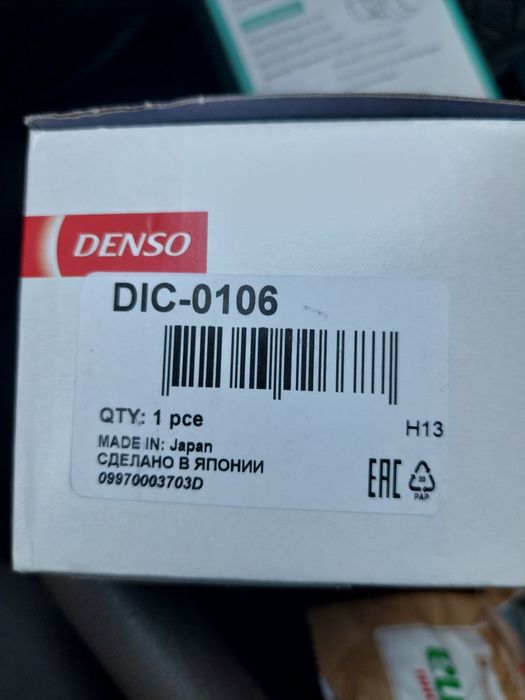 DENSO
DIC-0106
QTY: 1 pce
H13
MADE IN: Japan
СДЕЛАНО В ЯПОНИИ
09970003703D
EAC
PAP